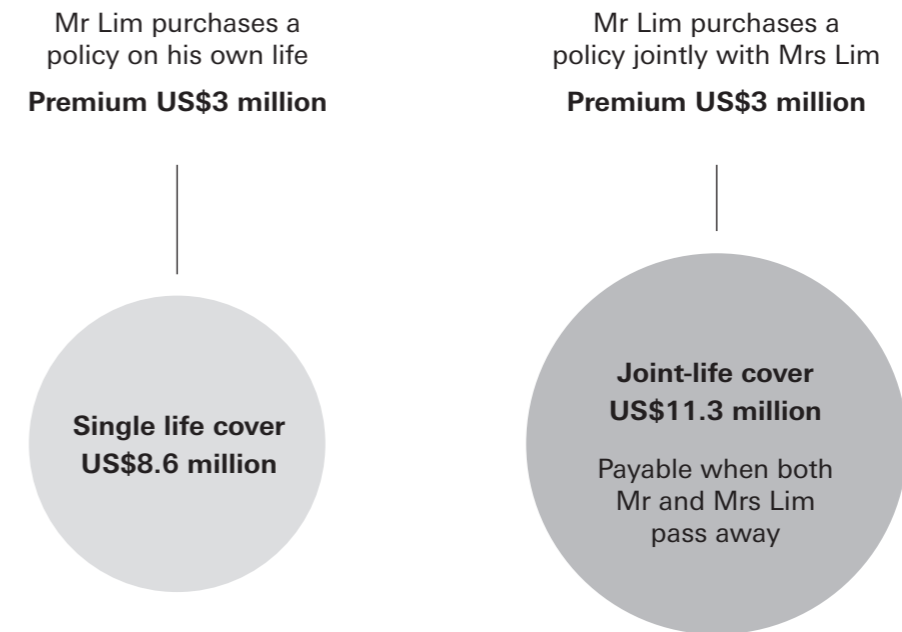 Mr Lim purchases a
policy on his own life
Premium US$3 million
Single life cover
US$8.6 million
Mr Lim purchases a
policy jointly with Mrs Lim
Premium US$3 million
Joint-life cover
US$11.3 million
Payable when both
Mr and Mrs Lim
pass away